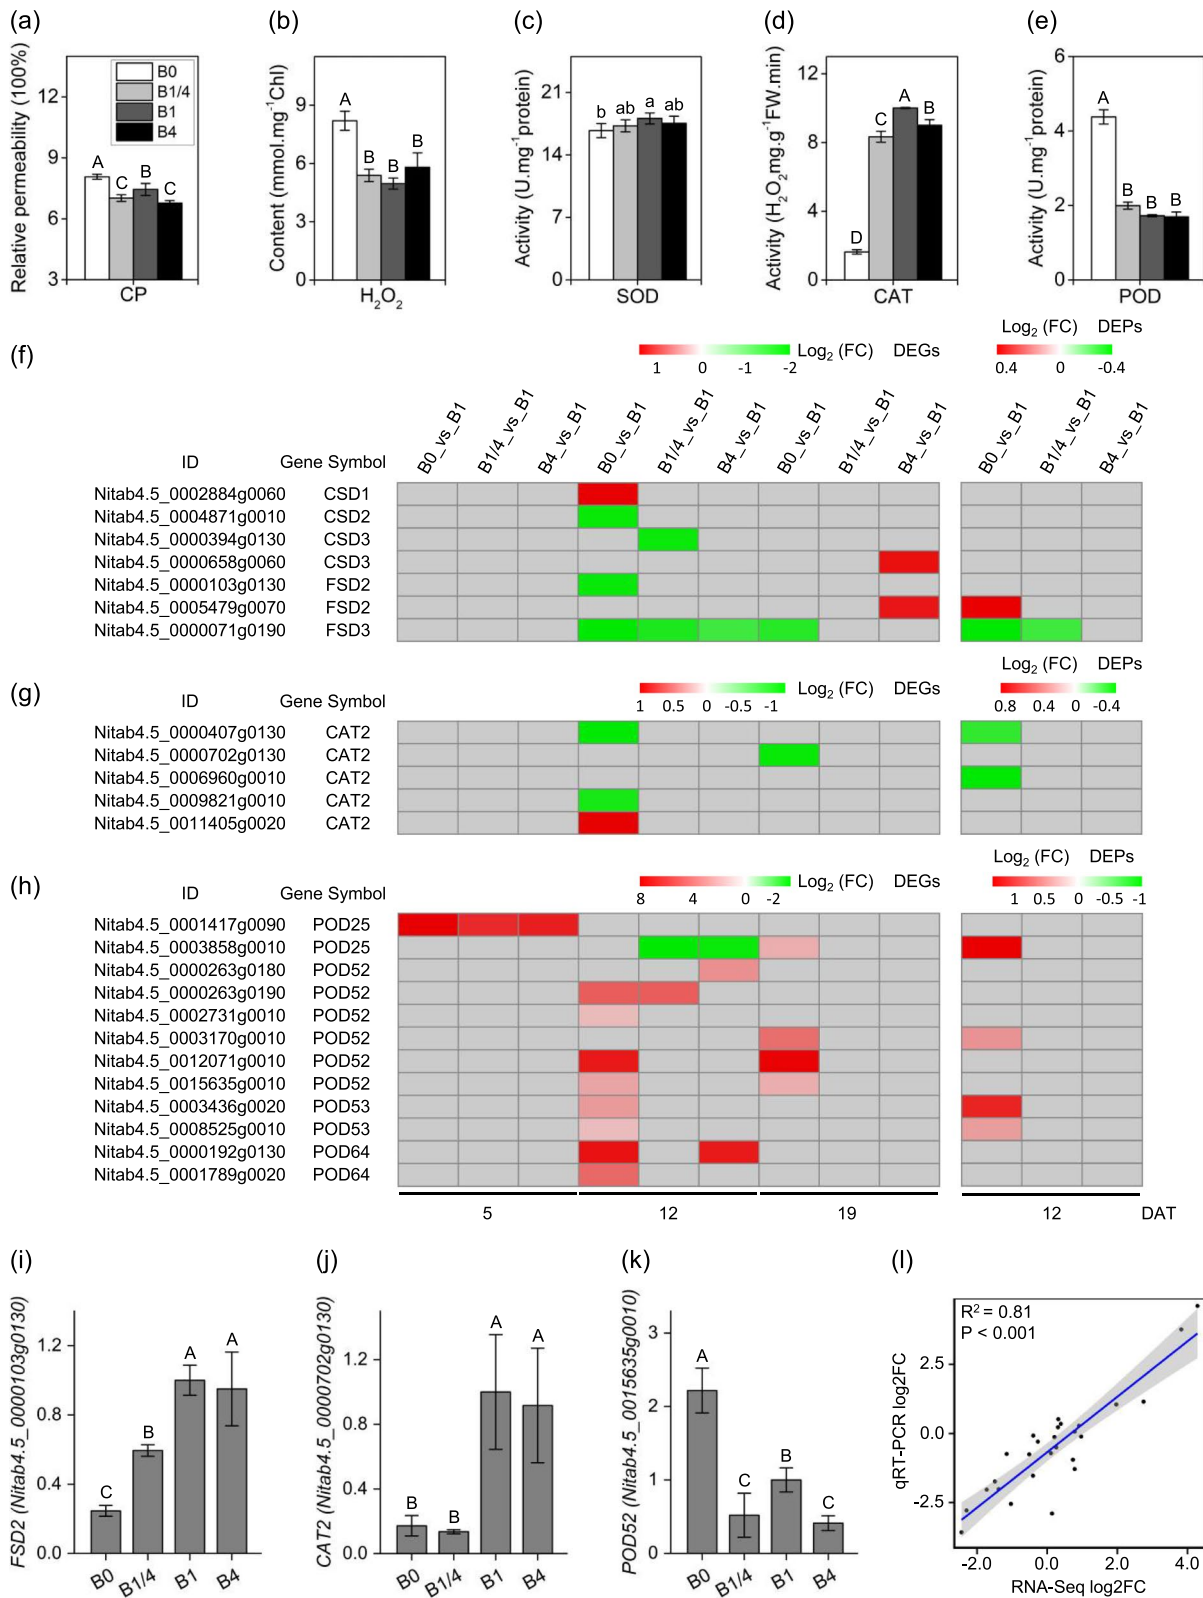 (a)
(b)
(c)
(d)
(e)
Relative permeability (100%)
13
10
6
3
B0
B1/4
B1
B4
A
C
B
C
CP
Content (mmol.mg⁻¹Chl)
9
6
3
0
A
B
B
B
H₂O₂
Activity (U.mg⁻¹protein)
21
14
7
0
b
ab
a
ab
SOD
Activity (H₂O₂mg.g⁻¹FW.min)
12
8
4
0
D
C
A
B
CAT
Activity (U.mg⁻¹protein)
6
4
2
0
A
B
B
B
POD
(f)
1 0 -1 -2
Log₂ (FC) DEGs
Log₂ (FC) DEPs
0.4 0 -0.4
ID Gene Symbol
B0_vs_B1
B1/4_vs_B1
B4_vs_B1
B0_vs_B1
B1/4_vs_B1
B4_vs_B1
B0_vs_B1
B1/4_vs_B1
B4_vs_B1
B0_vs_B1
B1/4_vs_B1
B4_vs_B1
Nitab4.5_0002884g0060 CSD1
Nitab4.5_0004871g0010 CSD2
Nitab4.5_0000394g0130 CSD3
Nitab4.5_0000658g0060 CSD3
Nitab4.5_0000103g0130 FSD2
Nitab4.5_0005479g0070 FSD2
Nitab4.5_0000071g0190 FSD3
(g)
Log₂ (FC) DEGs
1 0.5 0 -0.5 -1
Log₂ (FC) DEPs
0.8 0.4 0 -0.4
ID Gene Symbol
Nitab4.5_0000407g0130 CAT2
Nitab4.5_0000702g0130 CAT2
Nitab4.5_0006960g0010 CAT2
Nitab4.5_0009821g0010 CAT2
Nitab4.5_0011405g0020 CAT2
(h)
Log₂ (FC) DEGs
8 4 0 -2
Log₂ (FC) DEPs
1 0.5 0 -0.5 -1
ID Gene Symbol
Nitab4.5_0001417g0090 POD25
Nitab4.5_0003858g0010 POD25
Nitab4.5_0000263g0180 POD52
Nitab4.5_0000263g0190 POD52
Nitab4.5_0002731g0010 POD52
Nitab4.5_0003170g0010 POD52
Nitab4.5_0012071g0010 POD52
Nitab4.5_0015635g0010 POD52
Nitab4.5_0003436g0020 POD53
Nitab4.5_0008525g0010 POD53
Nitab4.5_0000192g0130 POD64
Nitab4.5_0001789g0020 POD64
5 12 19 12 DAT
(i)
(j)
(k)
(l)
FSD2 (Nitab4.5_0000103g0130)
1.2
0.8
0.4
0.0
C
B
A
A
B0
B1/4
B1
B4
CAT2 (Nitab4.5_0000702g0130)
1.2
0.8
0.4
0.0
B
B
A
A
B0
B1/4
B1
B4
POD52 (Nitab4.5_0015635g0010)
3
2
1
0
A
C
B
C
B0
B1/4
B1
B4
R² = 0.81
P < 0.001
qRT-PCR log2FC
2.5
0.0
-2.5
-2.0 0.0 2.0 4.0
RNA-Seq log2FC